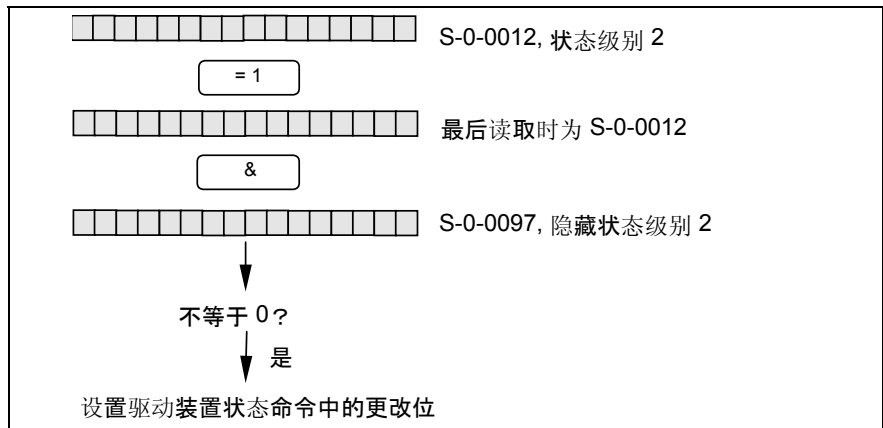 S-0-0012, 状态级别 2
= 1
最后读取时为 S-0-0012
&
S-0-0097, 隐藏状态级别 2
不等于 0?
是
设置驱动装置状态命令中的更改位